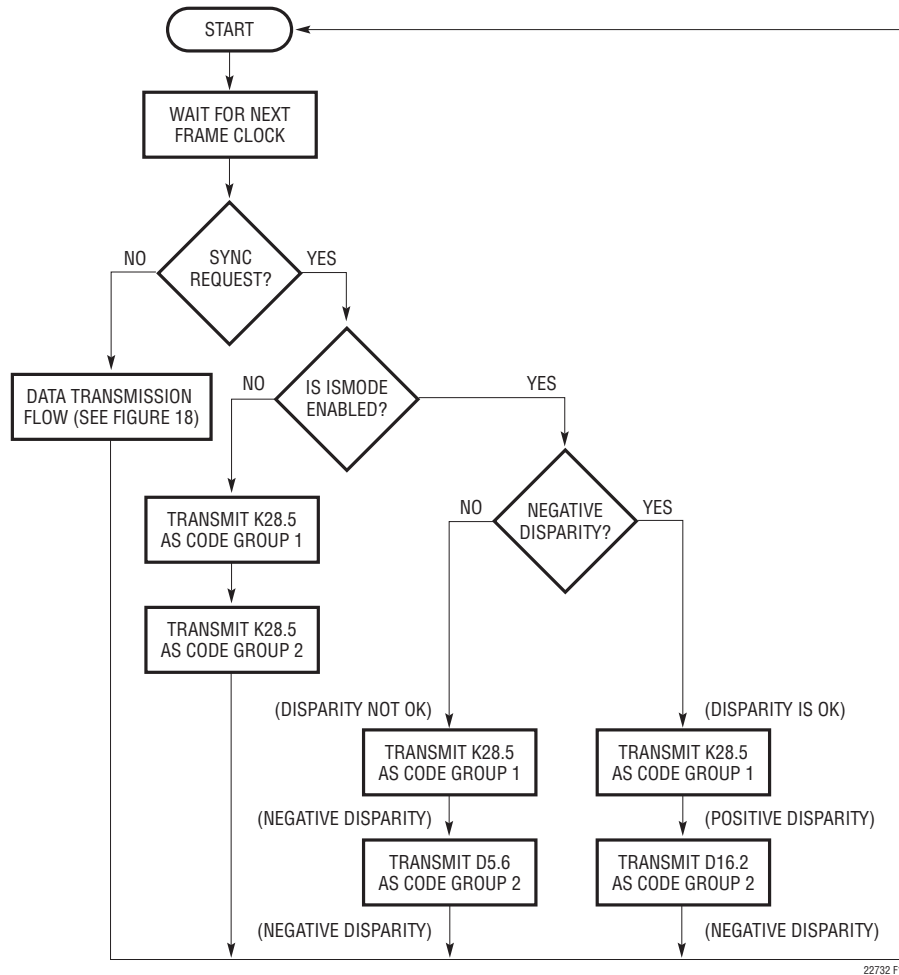 START
WAIT FOR NEXT
FRAME CLOCK
SYNC
REQUEST?
NO
YES
DATA TRANSMISSION
FLOW (SEE FIGURE 18)
IS ISMODE
ENABLED?
NO
YES
TRANSMIT K28.5
AS CODE GROUP 1
TRANSMIT K28.5
AS CODE GROUP 2
NEGATIVE
DISPARITY?
NO
YES
(DISPARITY NOT OK)
TRANSMIT K28.5
AS CODE GROUP 1
(NEGATIVE DISPARITY)
TRANSMIT D5.6
AS CODE GROUP 2
(NEGATIVE DISPARITY)
(DISPARITY IS OK)
TRANSMIT K28.5
AS CODE GROUP 1
(POSITIVE DISPARITY)
TRANSMIT D16.2
AS CODE GROUP 2
(NEGATIVE DISPARITY)
22732 F